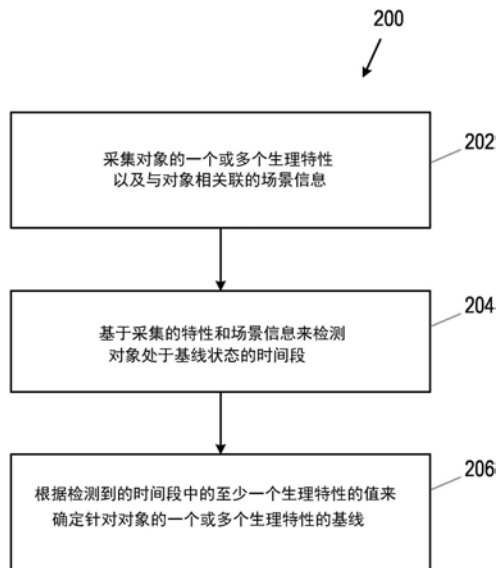 200
采集对象的一个或多个生理特性
以及与对象相关联的场景信息
202
基于采集的特性和场景信息来检测
对象处于基线状态的时间段
204
根据检测到的时间段中的至少一个生理特性的值来
确定针对对象的一个或多个生理特性的基线
206